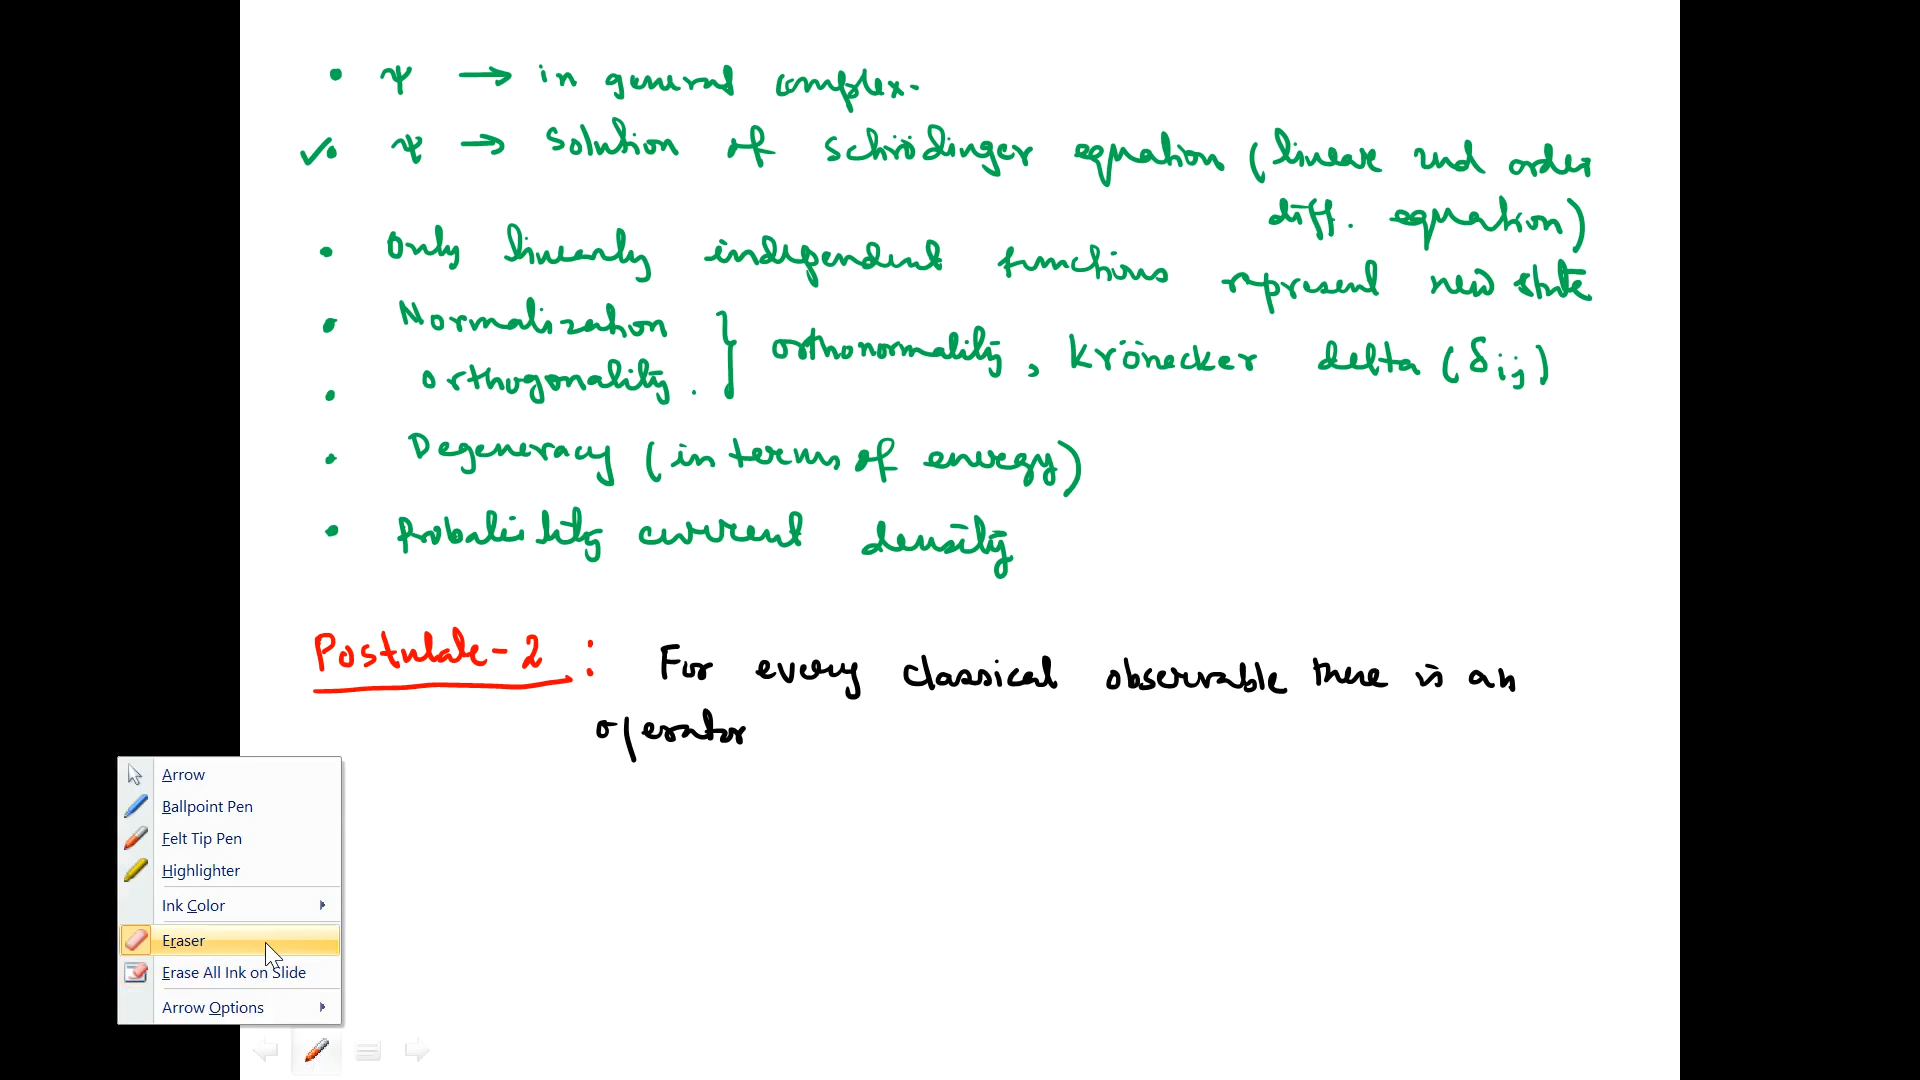 • ψ → in general complex.
✓• ψ → Solution of schrödinger equation (linear 2nd order
diff. equation)
• Only linearly independent functions represent new state
• Normalization
• orthogonality. } orthonormality, Krönecker delta (δij)
• Degeneracy (in terms of energy)
• Probability current density
Postulate-2 : For every classical observable there is an
operator
Arrow
Ballpoint Pen
Felt Tip Pen
Highlighter
Ink Color
Eraser
Erase All Ink on Slide
Arrow Options